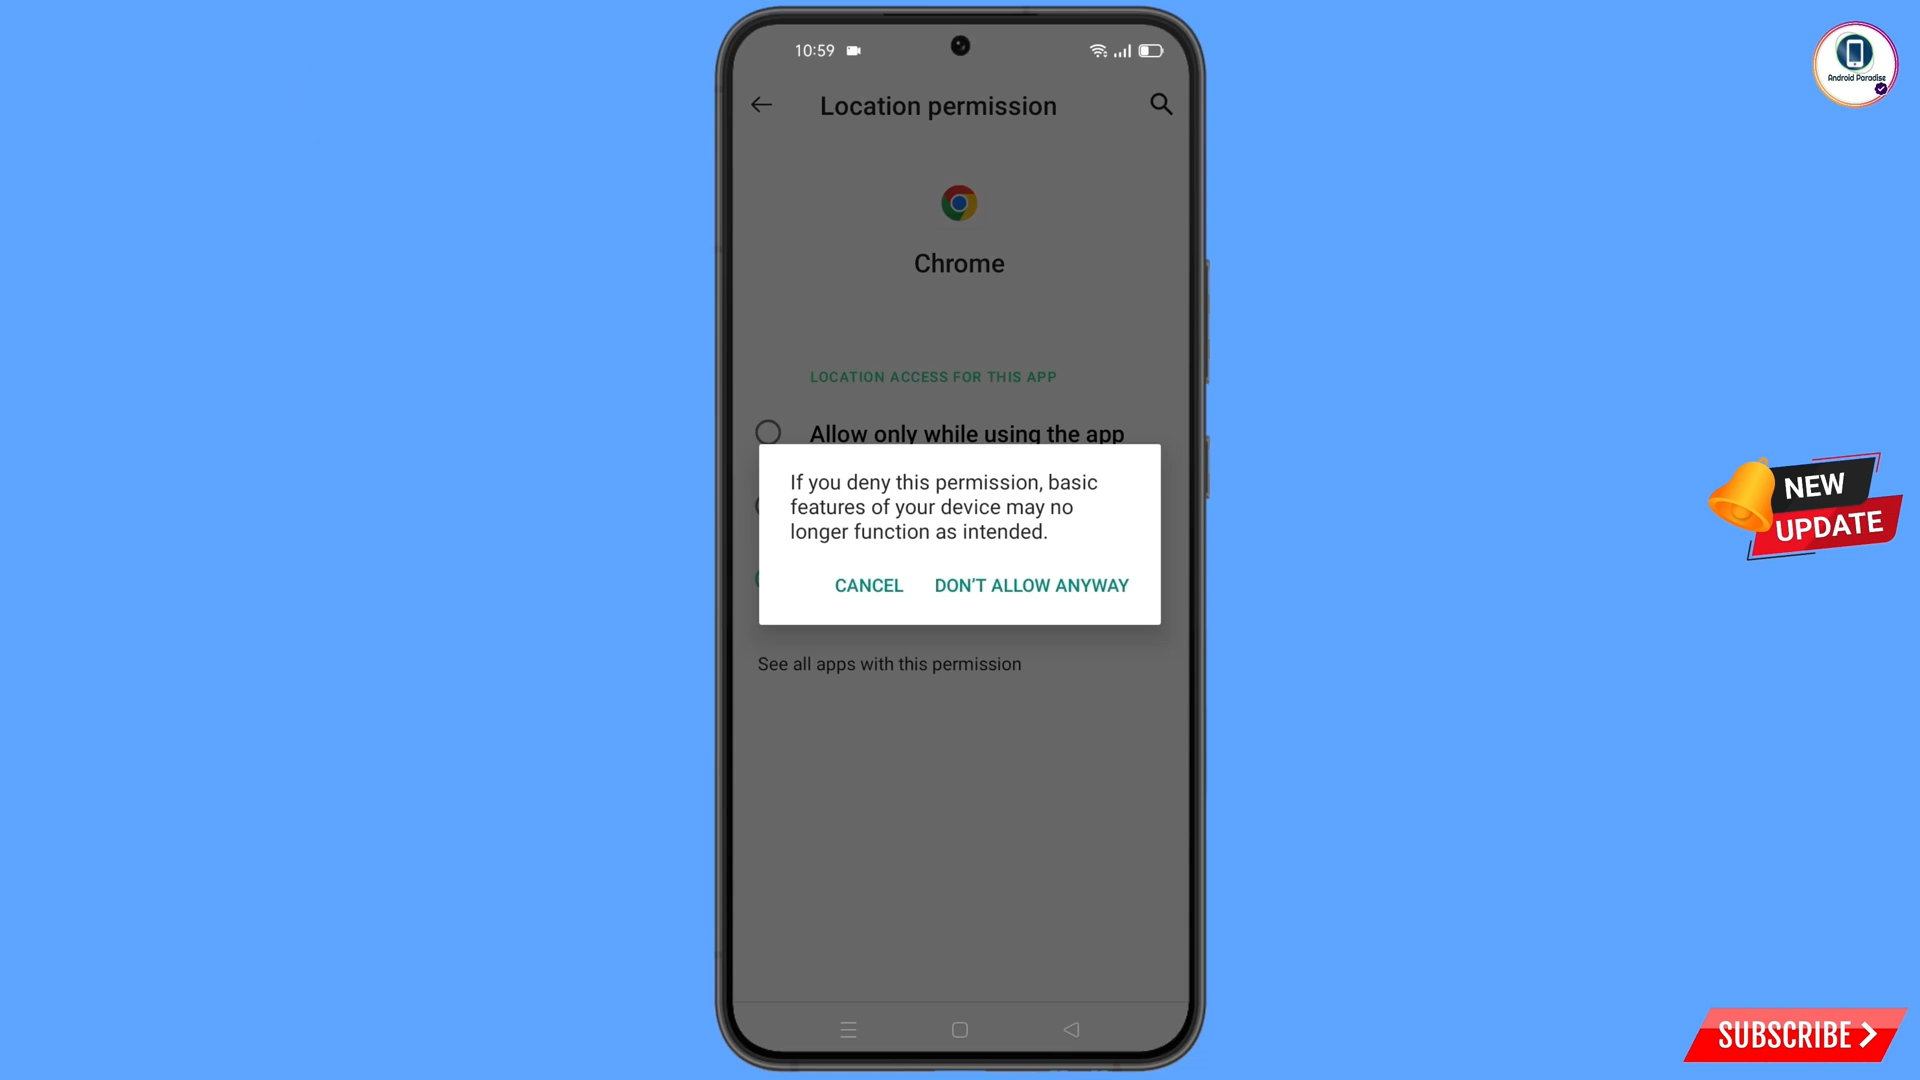 10:59
Android Paradise
Location permission
Chrome
LOCATION ACCESS FOR THIS APP
Allow only while using the app
If you deny this permission, basic
features of your device may no
longer function as intended.
CANCEL DON'T ALLOW ANYWAY
See all apps with this permission
NEW
UPDATE
SUBSCRIBE